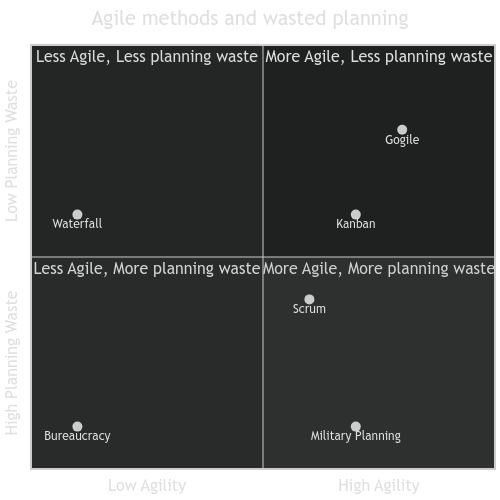 Agile methods and wasted planning
Less Agile, Less planning waste
More Agile, Less planning waste
Low Planning Waste
Gogile
Waterfall
Kanban
Less Agile, More planning waste
More Agile, More planning waste
High Planning Waste
Scrum
Bureaucracy
Military Planning
Low Agility
High Agility